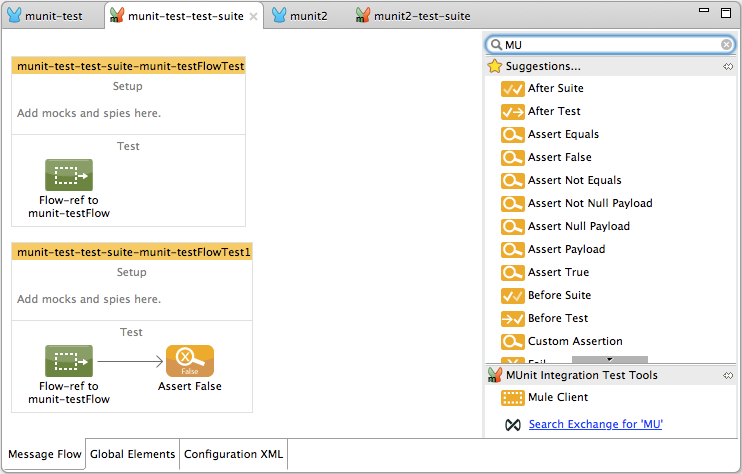 munit-test
munit-test-test-suite
munit2
munit2-test-suite
munit-test-test-suite-munit-testFlowTest
Setup
Add mocks and spies here.
Test
Flow-ref to
munit-testFlow
munit-test-test-suite-munit-testFlowTest1
Setup
Add mocks and spies here.
Test
False
Flow-ref to
munit-testFlow
Assert False
MU
Suggestions...
After Suite
After Test
Assert Equals
Assert False
Assert Not Equals
Assert Not Null Payload
Assert Null Payload
Assert Payload
Assert True
Before Suite
Before Test
Custom Assertion
Fail
MUnit Integration Test Tools
Mule Client
Search Exchange for 'MU'
Message Flow
Global Elements
Configuration XML